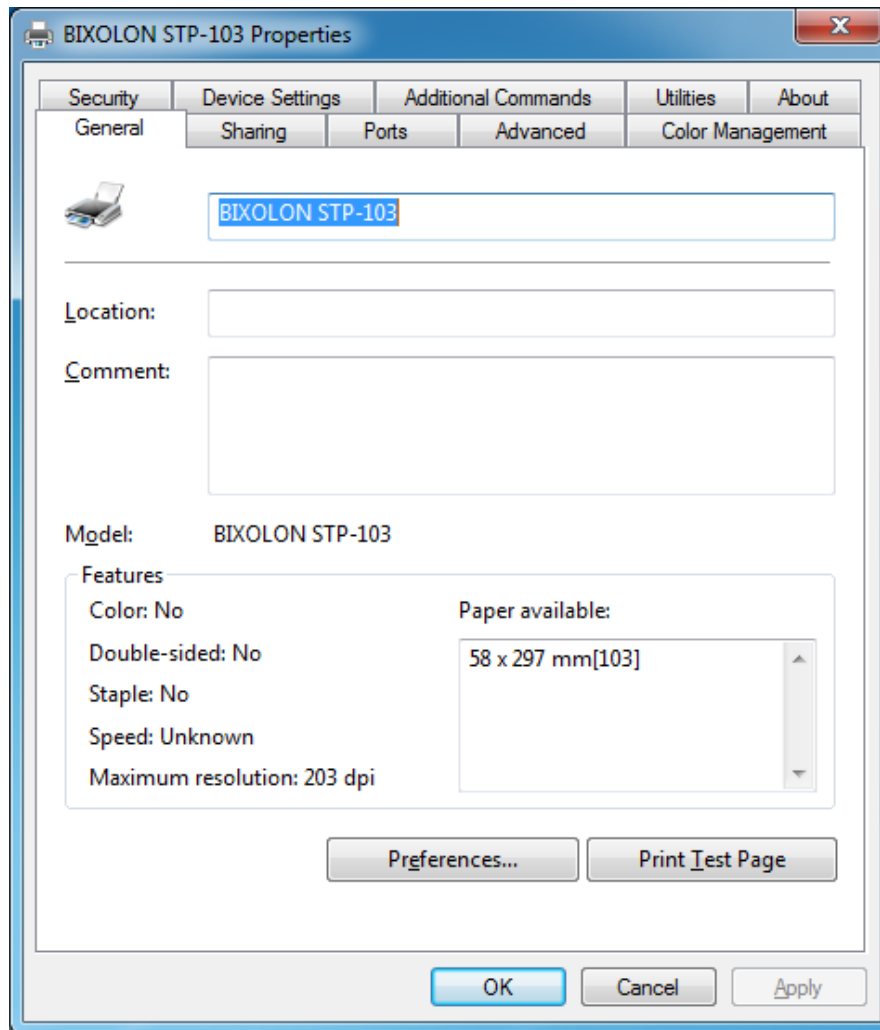 BIXOLON STP-103 Properties
Security Device Settings Additional Commands Utilities About
General Sharing Ports Advanced Color Management
BIXOLON STP-103
Location:
Comment:
Model: BIXOLON STP-103
Features
Color: No Paper available:
Double-sided: No 58 x 297 mm[103]
Staple: No
Speed: Unknown
Maximum resolution: 203 dpi
Preferences... Print Test Page
OK Cancel Apply